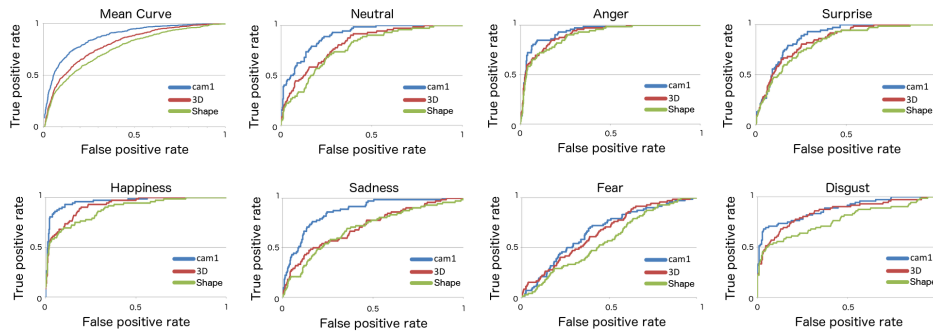 Mean Curve
True positive rate
1
0.5
0
cam1
3D
Shape
0 0.5 1
False positive rate
Neutral
True positive rate
1
0.5
0
cam1
3D
Shape
0 0.5 1
False positive rate
Anger
True positive rate
1
0.5
0
cam1
3D
Shape
0 0.5 1
False positive rate
Surprise
True positive rate
1
0.5
0
cam1
3D
Shape
0 0.5
False positive rate
Happiness
True positive rate
1
0.5
0
cam1
3D
Shape
0 0.5 1
False positive rate
Sadness
True positive rate
1
0.5
0
cam1
3D
Shape
0 0.5 1
False positive rate
Fear
True positive rate
1
0.5
0
cam1
3D
Shape
0 0.5 1
False positive rate
Disgust
True positive rate
1
0.5
0
cam1
3D
Shape
0 0.5
False positive rate